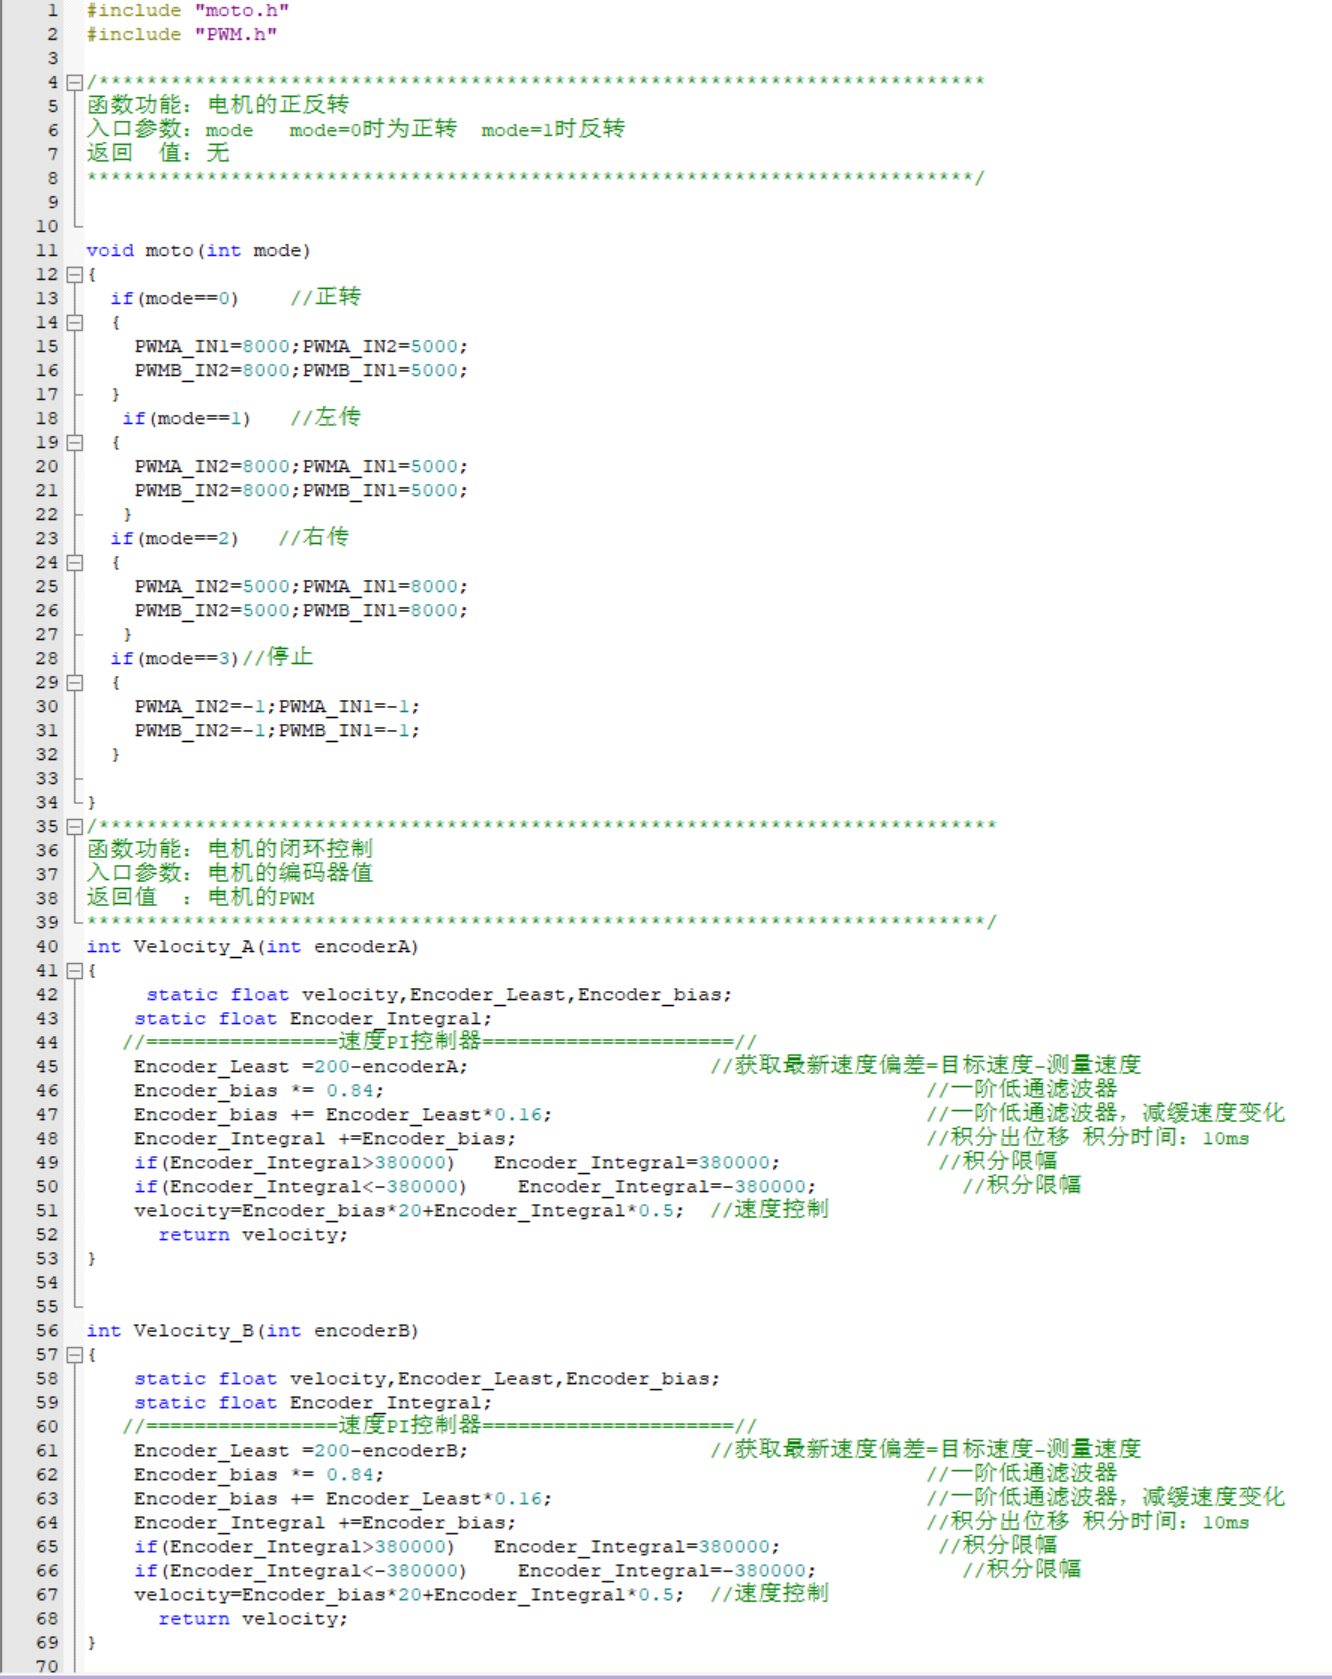 1 #include "moto.h"
2 #include "PWM.h"
3
4 /**************************************************************************
5 函数功能：电机的正反转
6 入口参数：mode   mode=0时为正转  mode=1时反转
7 返回  值：无
8 **************************************************************************/
9
10
11 void moto(int mode)
12 {
13   if(mode==0)    //正转
14   {
15     PWMA_IN1=8000;PWMA_IN2=5000;
16     PWMB_IN2=8000;PWMB_IN1=5000;
17   }
18    if(mode==1)   //左传
19   {
20     PWMA_IN2=8000;PWMA_IN1=5000;
21     PWMB_IN2=8000;PWMB_IN1=5000;
22    }
23   if(mode==2)   //右传
24   {
25     PWMA_IN2=5000;PWMA_IN1=8000;
26     PWMB_IN2=5000;PWMB_IN1=8000;
27    }
28   if(mode==3)//停止
29   {
30     PWMA_IN2=-1;PWMA_IN1=-1;
31     PWMB_IN2=-1;PWMB_IN1=-1;
32   }
33
34 }
35 /***************************************************************************
36 函数功能：电机的闭环控制
37 入口参数：电机的编码器值
38 返回值  ：电机的PWM
39 ***************************************************************************/
40 int Velocity_A(int encoderA)
41 {
42      static float velocity,Encoder_Least,Encoder_bias;
43     static float Encoder_Integral;
44    //================速度PI控制器=====================//
45     Encoder_Least =200-encoderA;                    //获取最新速度偏差=目标速度-测量速度
46     Encoder_bias *= 0.84;                                             //一阶低通滤波器
47     Encoder_bias += Encoder_Least*0.16;                               //一阶低通滤波器，减缓速度变化
48     Encoder_Integral +=Encoder_bias;                                  //积分出位移 积分时间：10ms
49     if(Encoder_Integral>380000)   Encoder_Integral=380000;             //积分限幅
50     if(Encoder_Integral<-380000)    Encoder_Integral=-380000;            //积分限幅
51     velocity=Encoder_bias*20+Encoder_Integral*0.5;  //速度控制
52       return velocity;
53 }
54
55
56 int Velocity_B(int encoderB)
57 {
58     static float velocity,Encoder_Least,Encoder_bias;
59     static float Encoder_Integral;
60    //================速度PI控制器=====================//
61     Encoder_Least =200-encoderB;                    //获取最新速度偏差=目标速度-测量速度
62     Encoder_bias *= 0.84;                                             //一阶低通滤波器
63     Encoder_bias += Encoder_Least*0.16;                               //一阶低通滤波器，减缓速度变化
64     Encoder_Integral +=Encoder_bias;                                  //积分出位移 积分时间：10ms
65     if(Encoder_Integral>380000)   Encoder_Integral=380000;             //积分限幅
66     if(Encoder_Integral<-380000)    Encoder_Integral=-380000;            //积分限幅
67     velocity=Encoder_bias*20+Encoder_Integral*0.5;  //速度控制
68       return velocity;
69 }
70